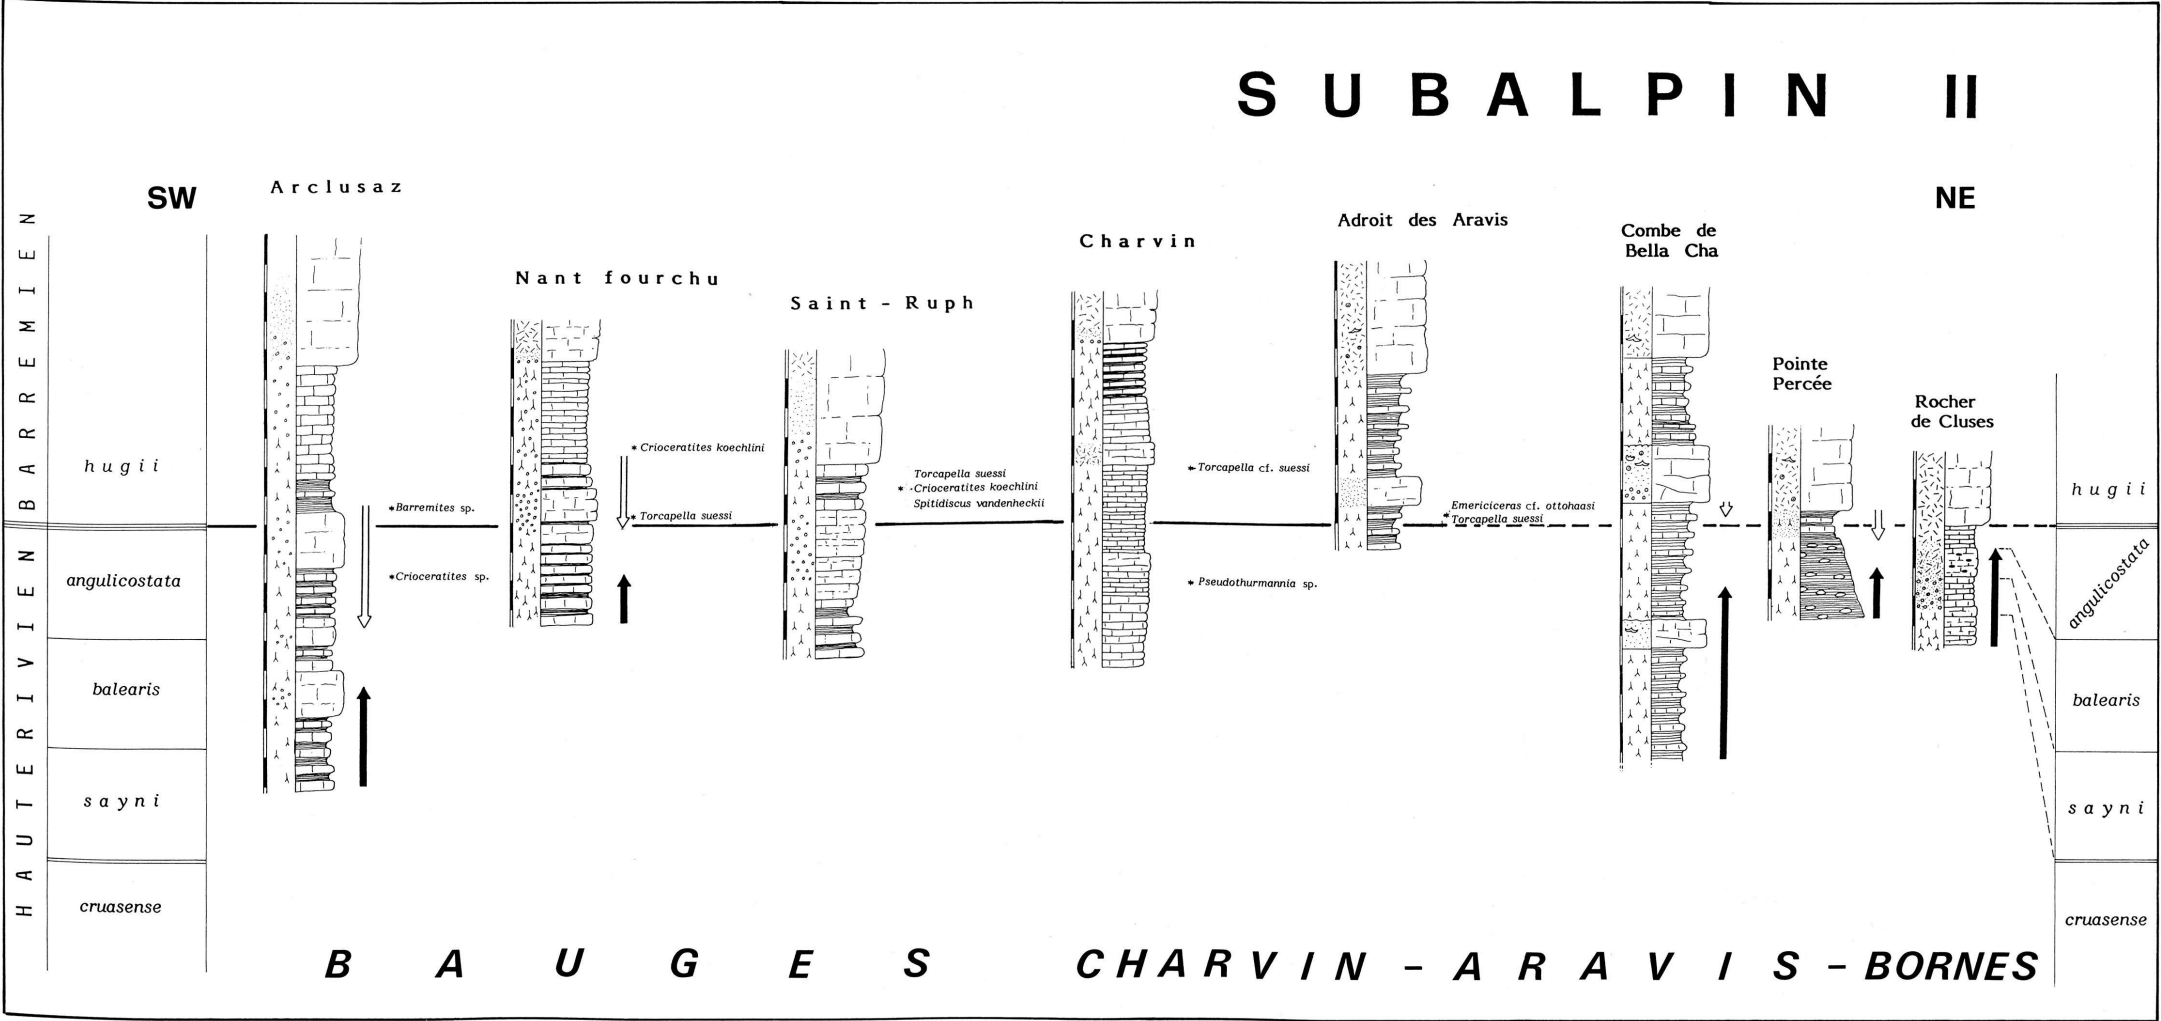 SUBALPIN II
SW
NE
Arclusaz
Nant fourchu
Saint-Ruph
Charvin
Adroit des Aravis
Combe de
Bella Cha
Pointe
Percée
Rocher
de Cluses
BARREMIEN
HAUTERIVIEN
hugii
angulicostata
balearis
sayni
cruasense
*Barremites sp.
*Crioceratites sp.
*Crioceratites koechlini
*Torcapella suessi
Torcapella suessi
*Crioceratites koechlini
Spitidiscus vandenheckii
*Torcapella cf. suessi
*Pseudothurmannia sp.
Emericiceras cf. ottohaasi
*Torcapella suessi
hugii
angulicostata
balearis
sayni
cruasense
BAUGES
CHARVIN-ARAVIS-BORNES